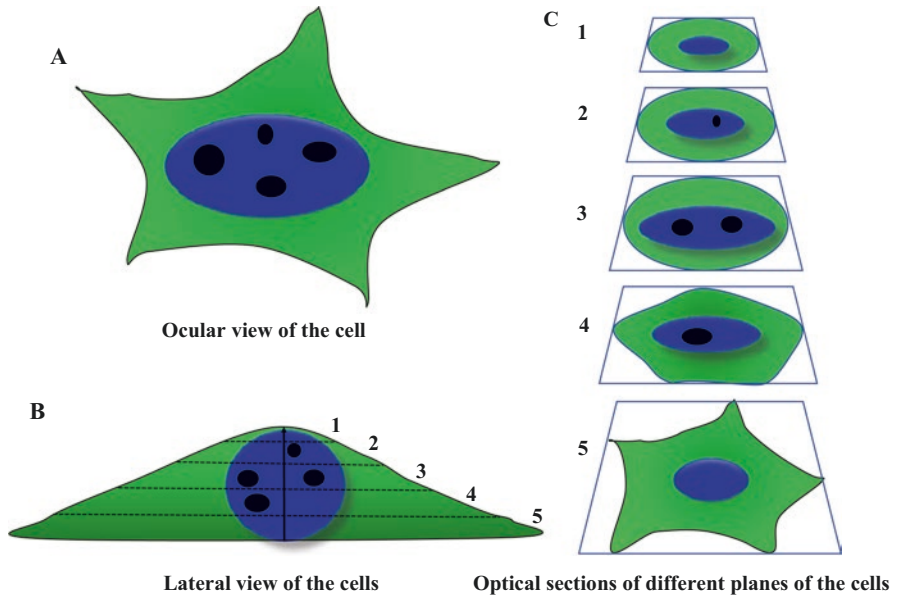 A
Ocular view of the cell
B
1
2
3
4
5
Lateral view of the cells
C
1
2
3
4
5
Optical sections of different planes of the cells